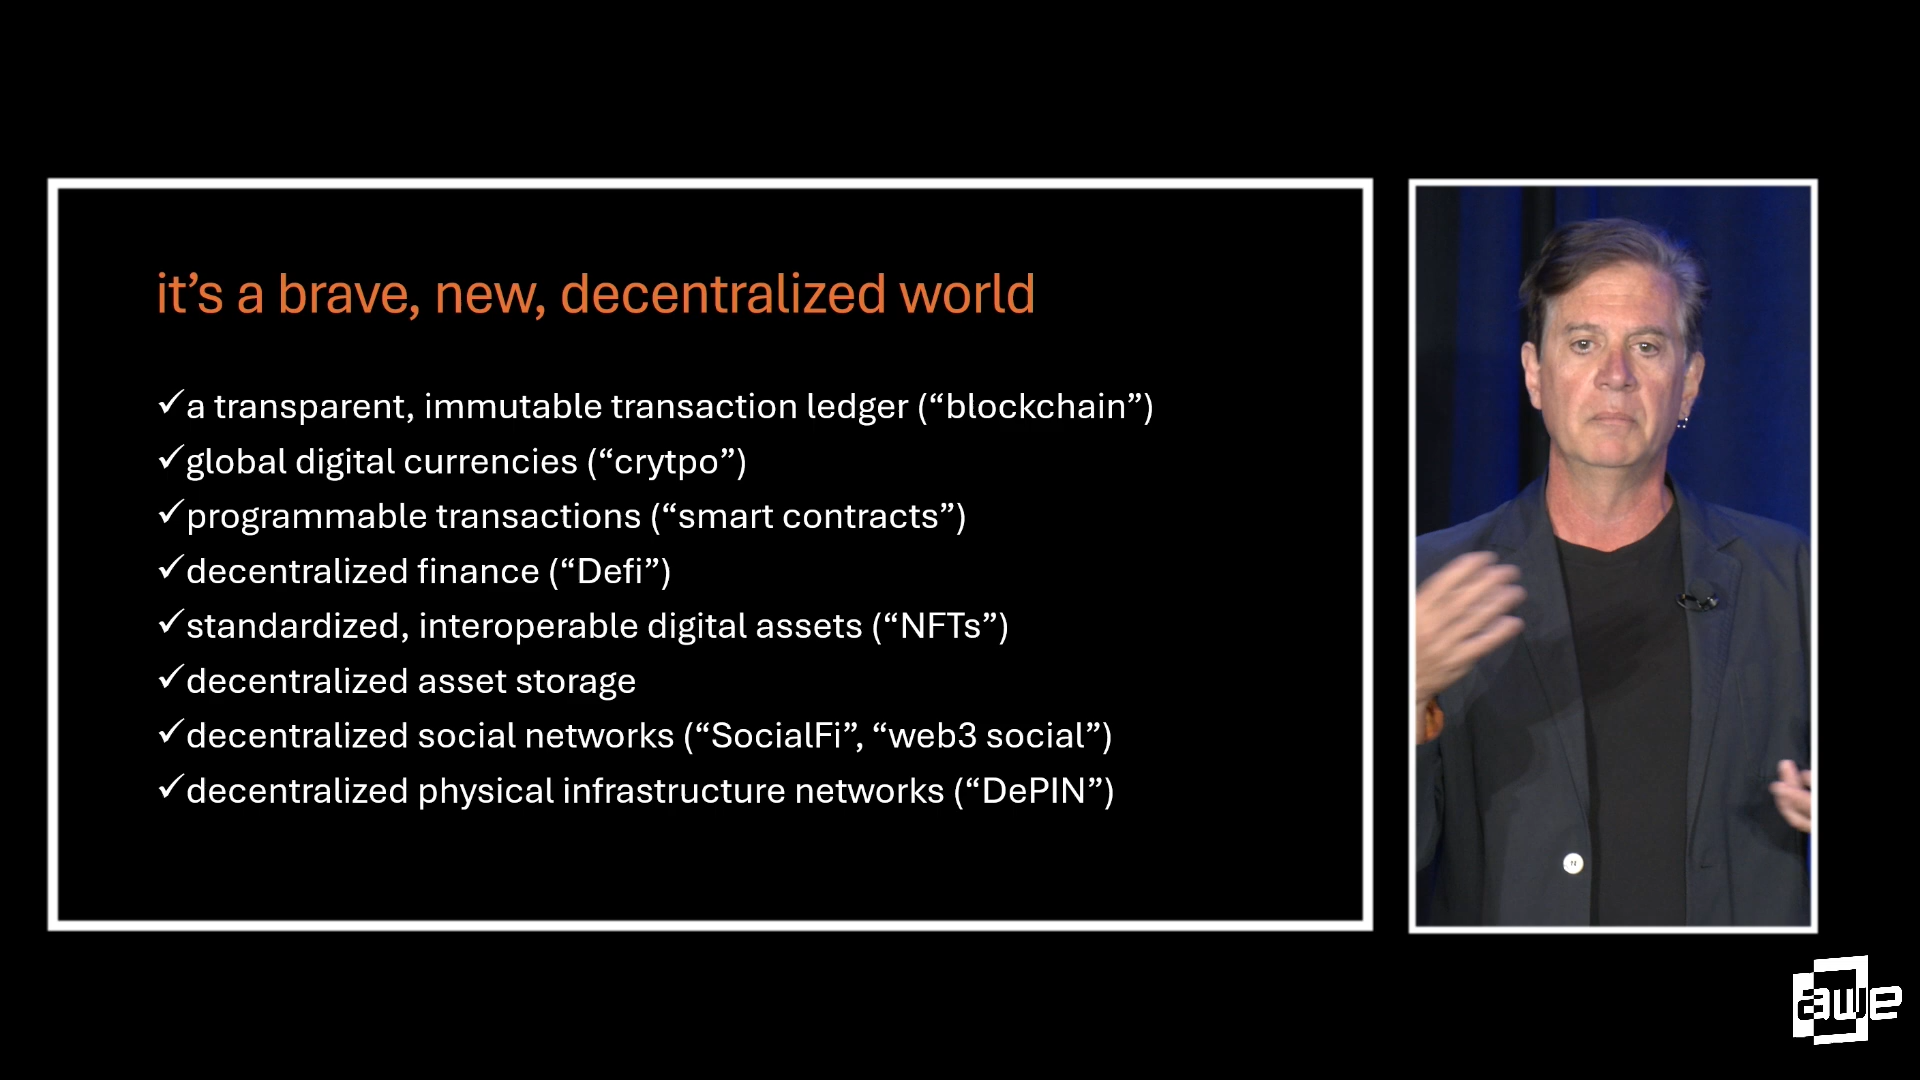 it’s a brave, new, decentralized world
✓a transparent, immutable transaction ledger (“blockchain”)
✓global digital currencies (“crytpo”)
✓programmable transactions (“smart contracts”)
✓decentralized finance (“Defi”)
✓standardized, interoperable digital assets (“NFTs”)
✓decentralized asset storage
✓decentralized social networks (“SocialFi”, “web3 social”)
✓decentralized physical infrastructure networks (“DePIN”)
awe